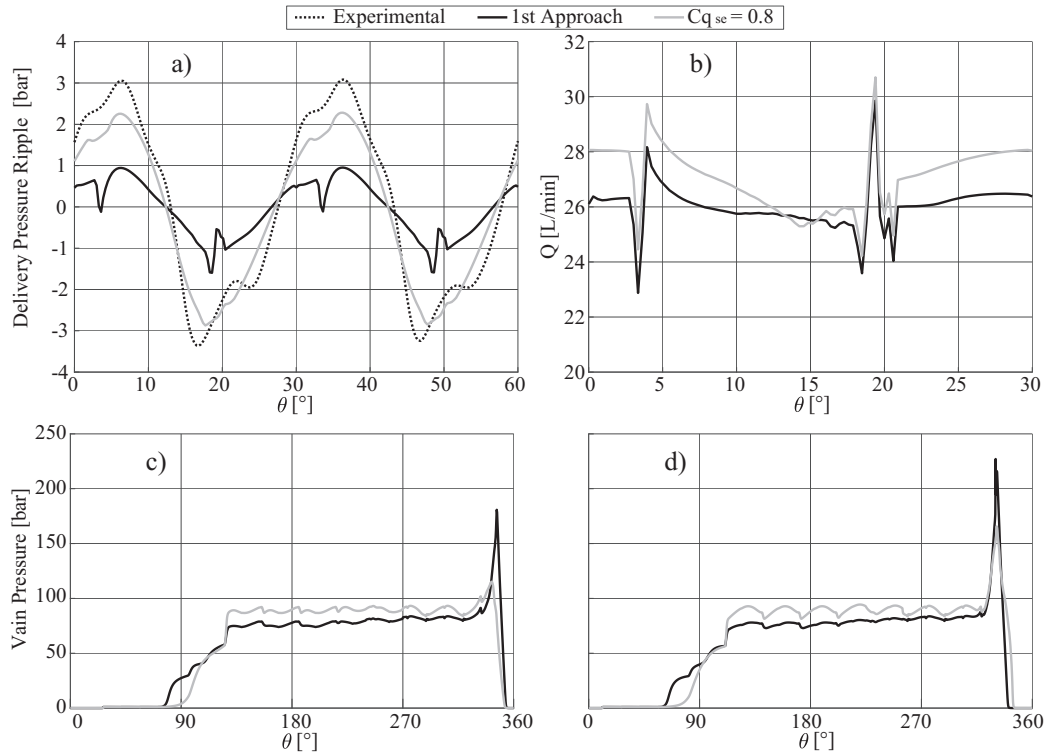 Experimental 1st Approach Cq se = 0.8
a)
Delivery Pressure Ripple [bar]
4
3
2
1
0
-1
-2
-3
-4
0 10 20 30 40 50 60
θ [°]
b)
Q [L/min]
32
30
28
26
24
22
20
0 5 10 15 20 25 30
θ [°]
c)
Vain Pressure [bar]
250
200
150
100
50
0
0 90 180 270 360
θ [°]
d)
0 90 180 270 360
θ [°]